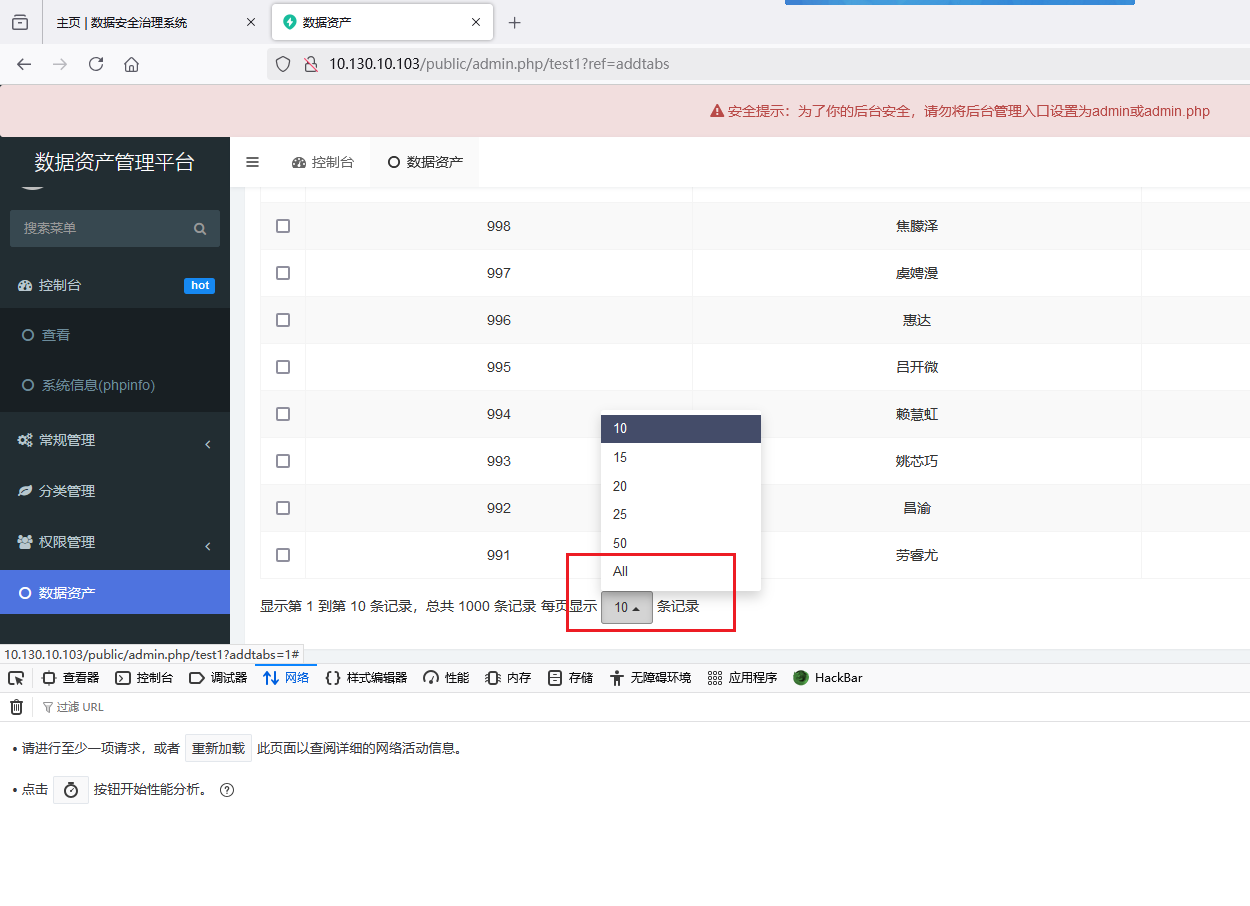 主页 | 数据安全治理系统
数据资产
10.130.10.103/public/admin.php/test1?ref=addtabs
安全提示：为了你的后台安全，请勿将后台管理入口设置为admin或admin.php
数据资产管理平台
控制台
数据资产
搜索菜单
控制台 hot
查看
系统信息(phpinfo)
常规管理
分类管理
权限管理
数据资产
998 焦朦泽
997 虞娉漫
996 惠达
995 吕开微
994 赖慧虹
993 姚芯巧
992 昌渝
991 劳睿尤
10
15
20
25
50
All
显示第 1 到第 10 条记录，总共 1000 条记录 每页显示 10 条记录
10.130.10.103/public/admin.php/test1?addtabs=1#
查看器 控制台 调试器 网络 样式编辑器 性能 内存 存储 无障碍环境 应用程序 HackBar
过滤 URL
• 请进行至少一项请求，或者 重新加载 此页面以查阅详细的网络活动信息。
• 点击 按钮开始性能分析。